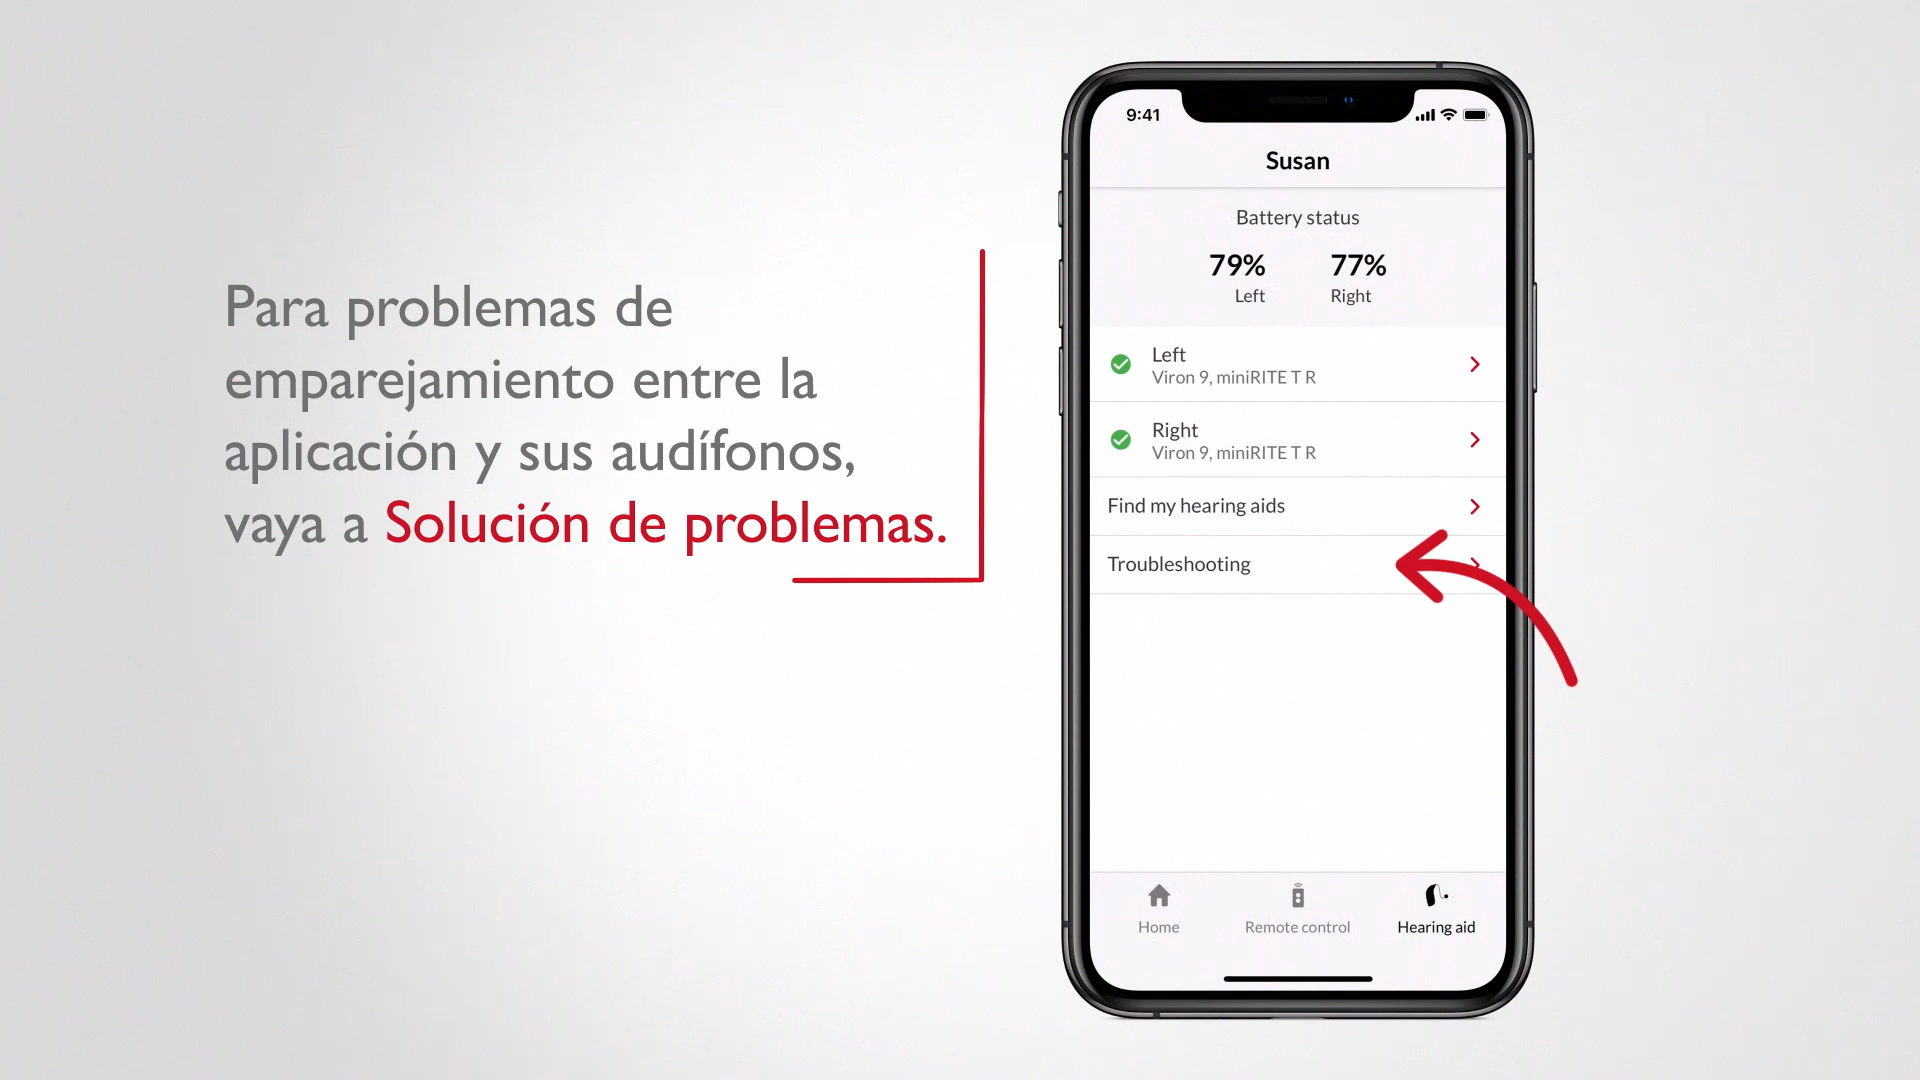 Para problemas de
emparejamiento entre la
aplicación y sus audífonos,
vaya a Solución de problemas.
9:41
Susan
Battery status
79% 77%
Left Right
Left
Viron 9, miniRITE T R
Right
Viron 9, miniRITE T R
Find my hearing aids
Troubleshooting
Home Remote control Hearing aid